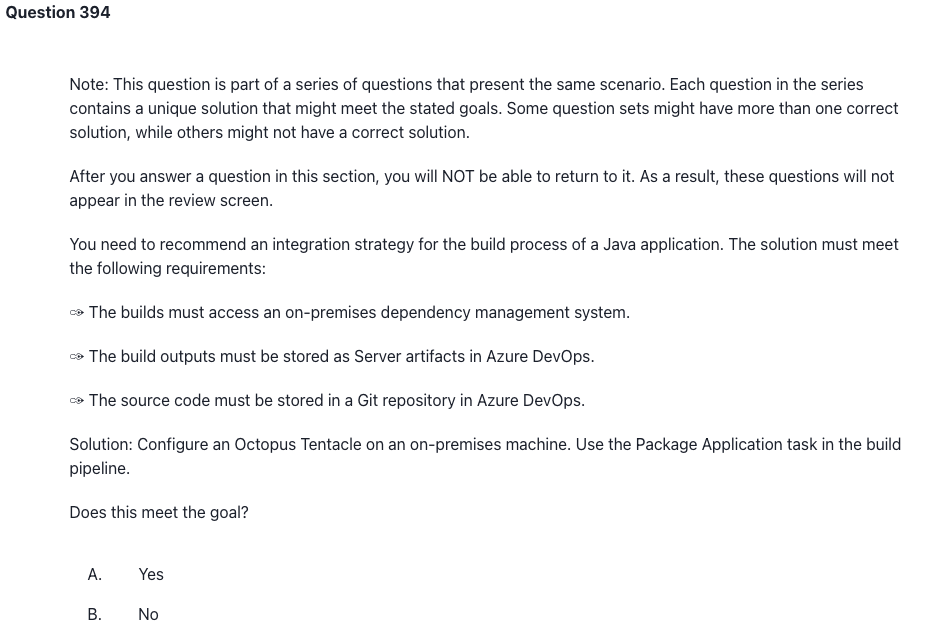 Question 394
Note: This question is part of a series of questions that present the same scenario. Each question in the series
contains a unique solution that might meet the stated goals. Some question sets might have more than one correct
solution, while others might not have a correct solution.
After you answer a question in this section, you will NOT be able to return to it. As a result, these questions will not
appear in the review screen.
You need to recommend an integration strategy for the build process of a Java application. The solution must meet
the following requirements:
✑ The builds must access an on-premises dependency management system.
✑ The build outputs must be stored as Server artifacts in Azure DevOps.
✑ The source code must be stored in a Git repository in Azure DevOps.
Solution: Configure an Octopus Tentacle on an on-premises machine. Use the Package Application task in the build
pipeline.
Does this meet the goal?
A. Yes
B. No